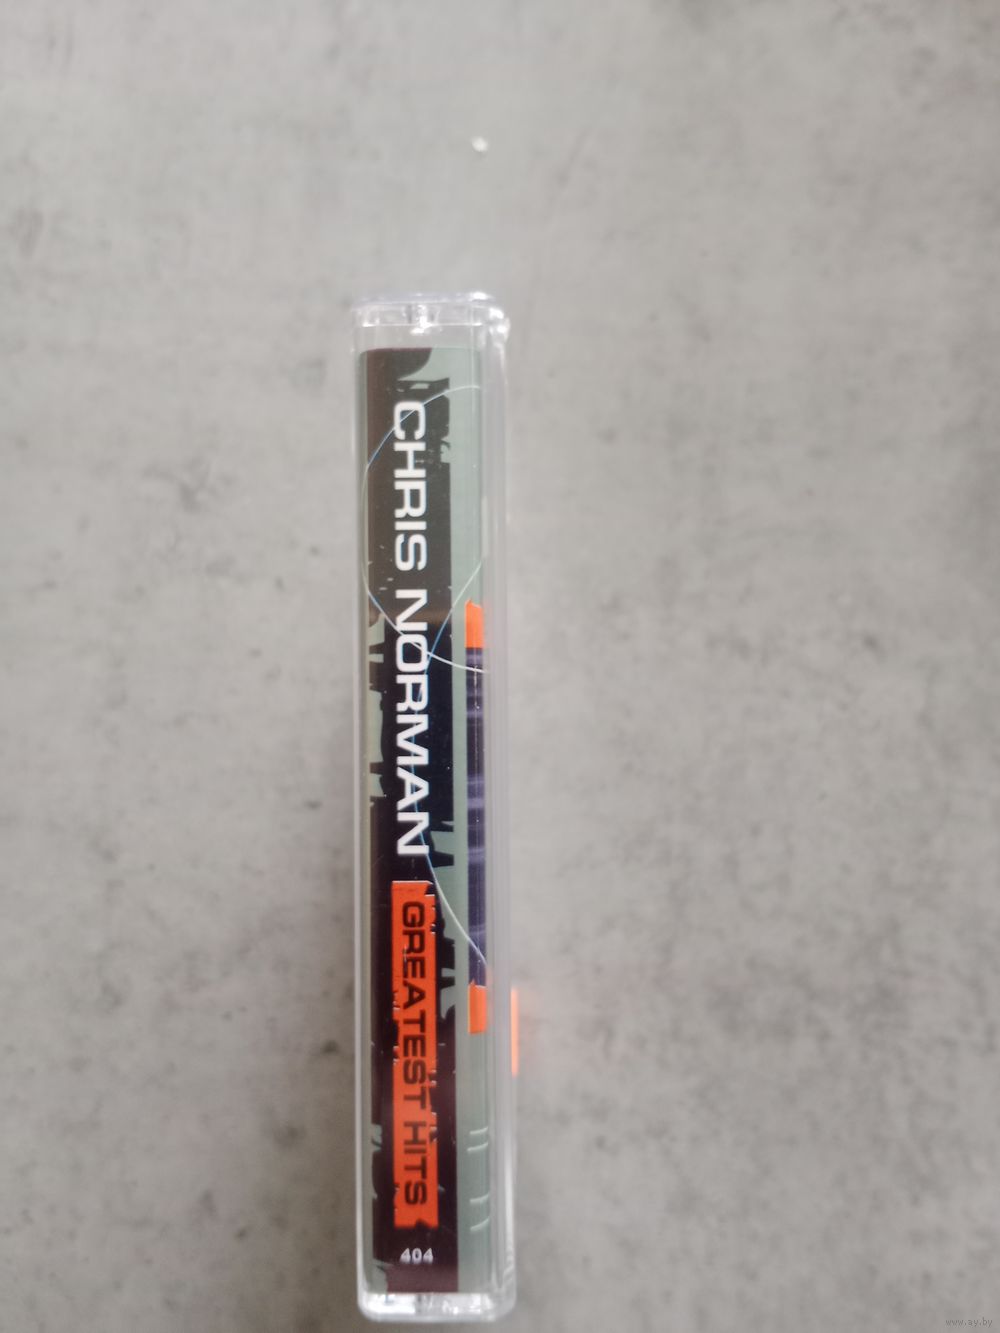 CHRIS NORMAN
GREATEST HITS
404
www.ay.by